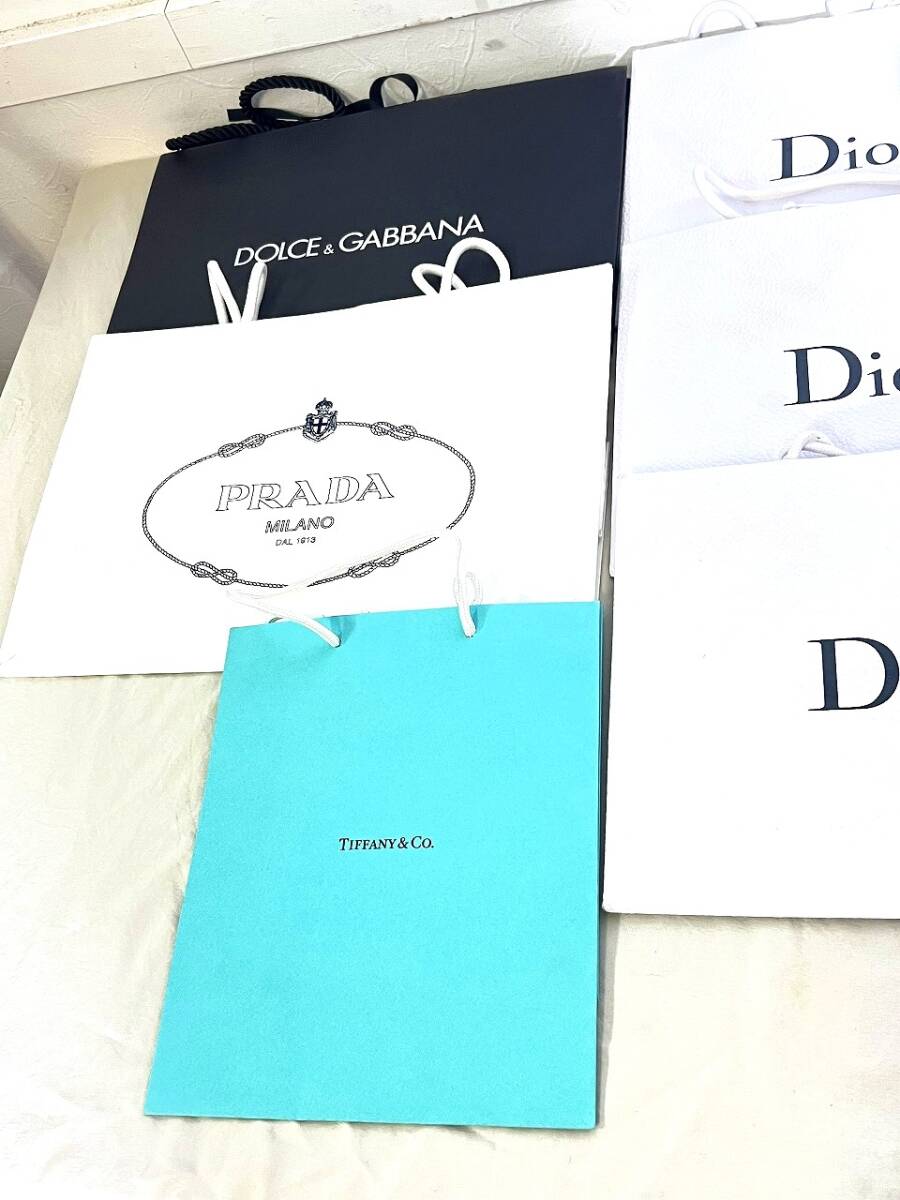 DOLCE & GABBANA
PRADA
MILANO
DAL 1913
TIFFANY & CO.
Dio
Dio
D